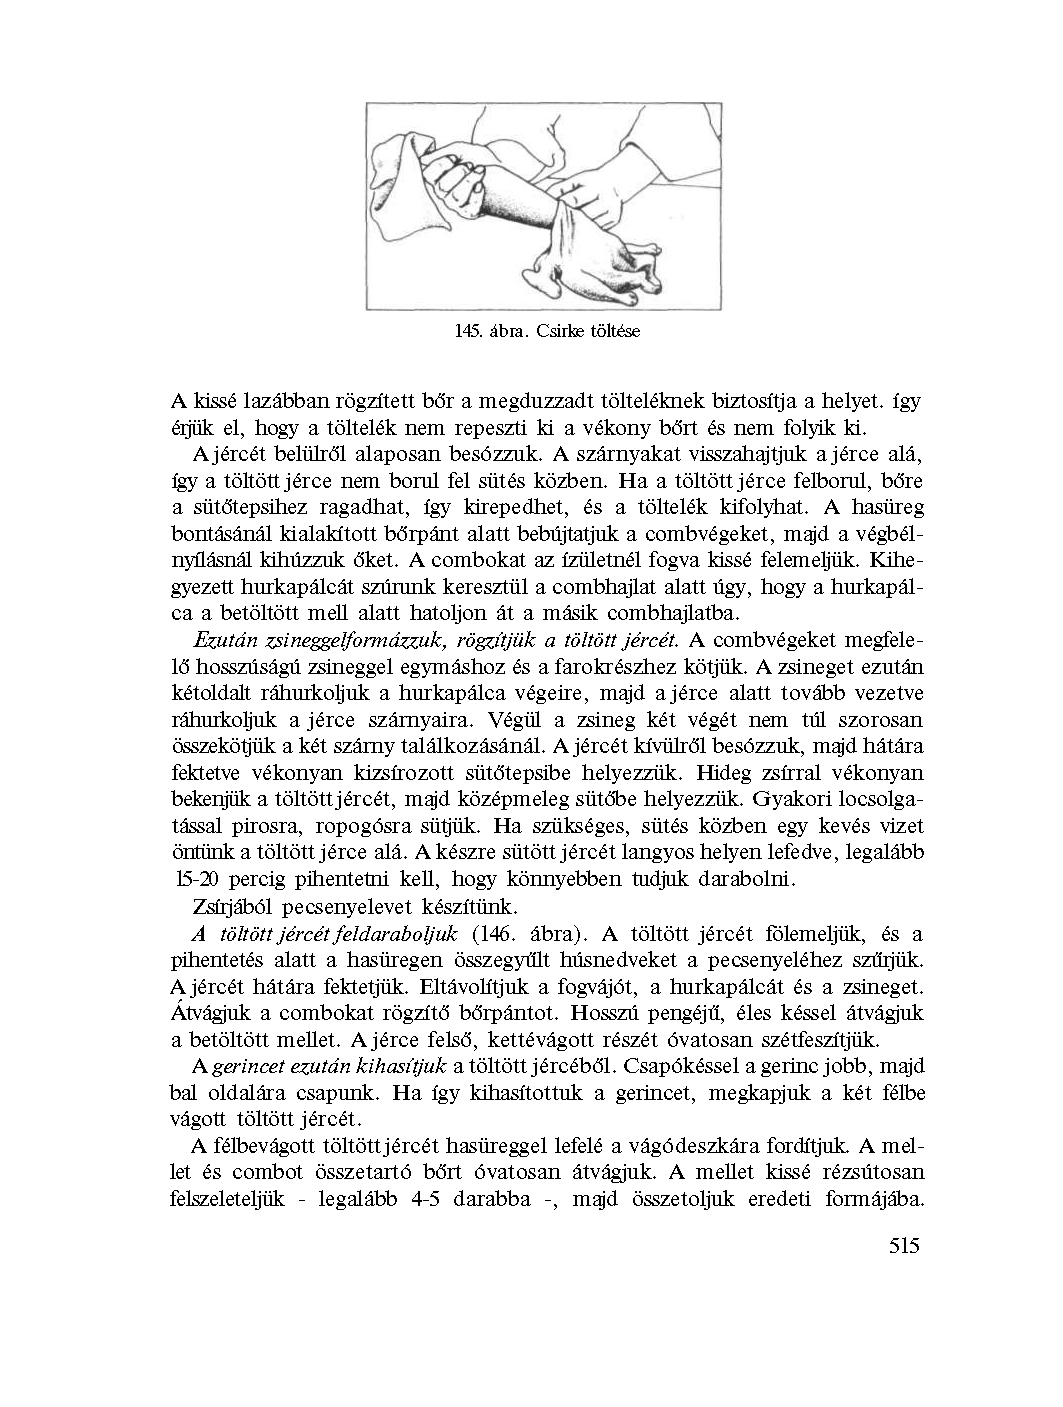 145. ábra. Csirke töltése
A kissé lazábban rögzített bőr a megduzzadt tölteléknek biztosítja a helyet. így
érjük el, hogy a töltelék nem repeszti ki a vékony bőrt és nem folyik ki.
A jércét belülről alaposan besózzuk. A szárnyakat visszahajtjuk a jérce alá,
így a töltött jérce nem borul fel sütés közben. Ha a töltött jérce felborul, bőre
a sütőtepsihez ragadhat, így kirepedhet, és a töltelék kifolyhat. A hasüreg
bontásánál kialakított bőrpánt alatt bebújtatjuk a combvégeket, majd a végbél-
nyílásnál kihúzzuk őket. A combokat az ízületnél fogva kissé felemeljük. Kihe-
gyezett hurkapálcát szúrunk keresztül a combhajlat alatt úgy, hogy a hurkapál-
ca a betöltött mell alatt hatoljon át a másik combhajlatba.
Ezután zsineggelformázzuk, rögzítjük a töltött jércét. A combvégeket megfele-
lő hosszúságú zsineggel egymáshoz és a farokrészhez kötjük. A zsineget ezután
kétoldalt ráhurkoljuk a hurkapálca végeire, majd a jérce alatt tovább vezetve
ráhurkoljuk a jérce szárnyaira. Végül a zsineg két végét nem túl szorosan
összekötjük a két szárny találkozásánál. A jércét kívülről besózzuk, majd hátára
fektetve vékonyan kizsírozott sütőtepsibe helyezzük. Hideg zsírral vékonyan
bekenjük a töltött jércét, majd középmeleg sütőbe helyezzük. Gyakori locsolga-
tással pirosra, ropogósra sütjük. Ha szükséges, sütés közben egy kevés vizet
öntünk a töltött jérce alá. A készre sütött jércét langyos helyen lefedve, legalább
15-20 percig pihentetni kell, hogy könnyebben tudjuk darabolni.
Zsírjából pecsenyelevet készítünk.
A töltött jércét feldaraboljuk (146. ábra). A töltött jércét fölemeljük, és a
pihentetés alatt a hasüregen összegyűlt húsnedveket a pecsenyeléhez szűrjük.
A jércét hátára fektetjük. Eltávolítjuk a fogvájót, a hurkapálcát és a zsineget.
Átvágjuk a combokat rögzítő bőrpántot. Hosszú pengéjű, éles késsel átvágjuk
a betöltött mellet. A jérce felső, kettévágott részét óvatosan szétfeszítjük.
A gerincet ezután kihasítjuk a töltött jércéből. Csapókéssel a gerinc jobb, majd
bal oldalára csapunk. Ha így kihasítottuk a gerincet, megkapjuk a két félbe
vágott töltött jércét.
A félbevágott töltött jércét hasüreggel lefelé a vágódeszkára fordítjuk. A mel-
let és combot összetartó bőrt óvatosan átvágjuk. A mellet kissé rézsútosan
felszeleteljük - legalább 4-5 darabba -, majd összetoljuk eredeti formájába.
515